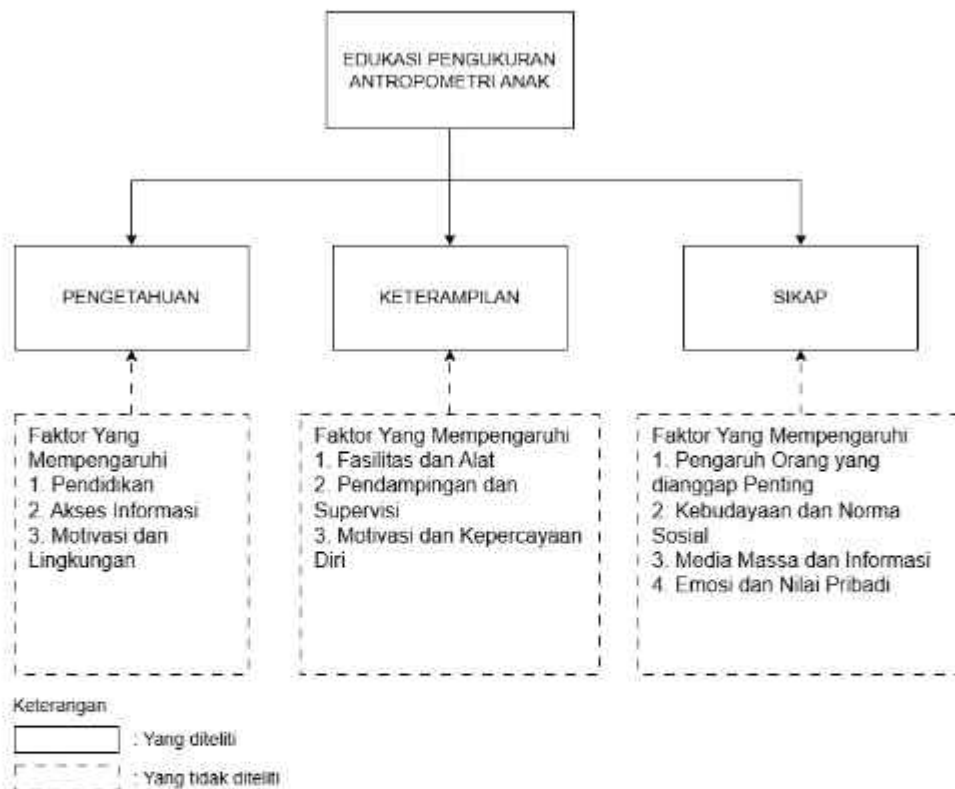 EDUKASI PENGUKURAN
ANTROPOMETRI ANAK
PENGETAHUAN
KETERAMPILAN
SIKAP
Faktor Yang
Mempengaruhi
1. Pendidikan
2. Akses Informasi
3. Motivasi dan
Lingkungan
Faktor Yang Mempengaruhi
1. Fasilitas dan Alat
2. Pendampingan dan
Supervisi
3. Motivasi dan Kepercayaan
Diri
Faktor Yang Mempengaruhi
1. Pengaruh Orang yang
dianggap Penting
2. Kebudayaan dan Norma
Sosial
3. Media Massa dan Informasi
4. Emosi dan Nilai Pribadi
Keterangan
: Yang diteliti
: Yang tidak diteliti